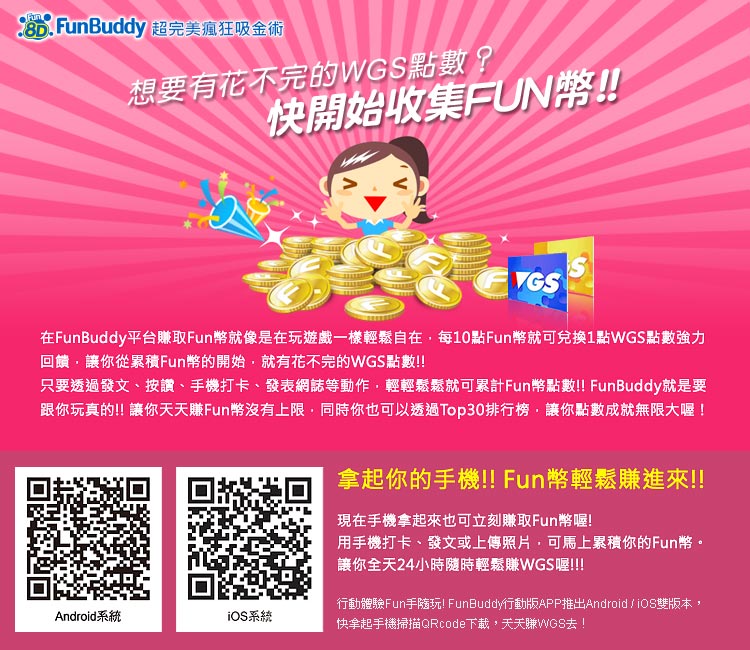 Fun 8D FunBuddy 超完美瘋狂吸金術
想要有花不完的WGS點數？
快開始收集FUN幣!!
WGS
GS
在FunBuddy平台賺取Fun幣就像是在玩遊戲一樣輕鬆自在，每10點Fun幣就可兌換1點WGS點數強力
回饋，讓你從累積Fun幣的開始，就有花不完的WGS點數!!
只要透過發文、按讚、手機打卡、發表網誌等動作，輕輕鬆鬆就可累計Fun幣點數!! FunBuddy就是要
跟你玩真的!! 讓你天天賺Fun幣沒有上限，同時你也可以透過Top30排行榜，讓你點數成就無限大喔！
拿起你的手機!! Fun幣輕鬆賺進來!!
現在手機拿起來也可立刻賺取Fun幣喔!
用手機打卡、發文或上傳照片，可馬上累積你的Fun幣。
讓你全天24小時隨時輕鬆賺WGS喔!!!
行動體驗Fun手隨玩! FunBuddy行動版APP推出Android / iOS雙版本，
快拿起手機掃描QRcode下載，天天賺WGS去！
Android系統
iOS系統